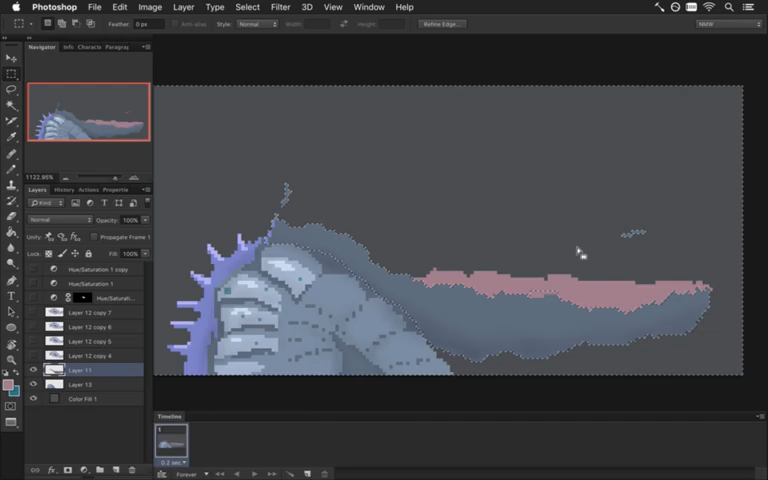 Photoshop File Edit Image Layer Type Select Filter 3D View Window Help
Feather: 0 px Anti-alias Style: Normal Width: Height: Refine Edge... NMW
Navigator Info Characte Paragra
1122.95%
Layers History Actions Propertie
Kind
Normal Opacity: 100%
Unify: Propagate Frame 1
Lock: Fill: 100%
Hue/Saturation 1 copy
Hue/Saturation 1
Hue/Saturati...
Layer 12 copy 7
Layer 12 copy 6
Layer 12 copy 5
Layer 12 copy 4
Layer 11
Layer 13
Color Fill 1
Timeline
1
0.2 sec.
Forever